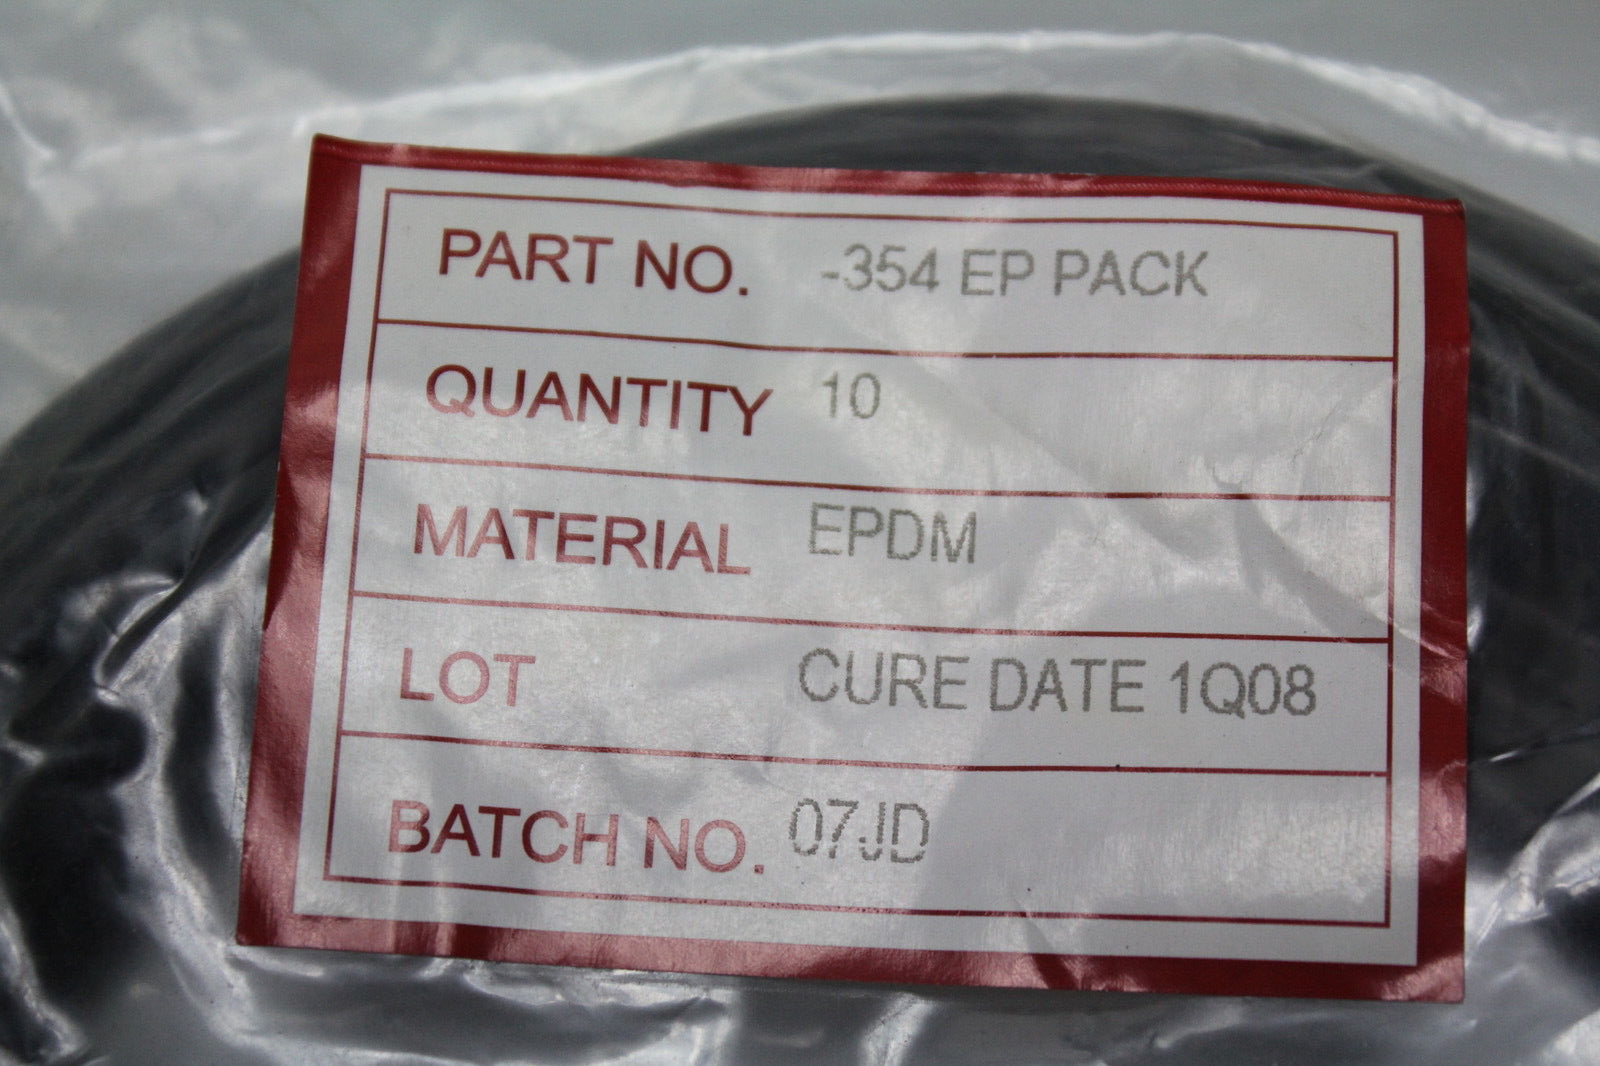 PART NO. -354 EP PACK
QUANTITY 10
MATERIAL EPDM
LOT CURE DATE 1Q08
BATCH NO. 07JD